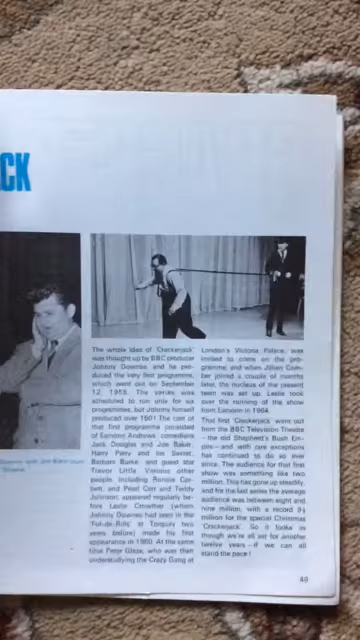 CK
The whole idea of 'Crackerjack'
was thought up by BBC producer
Johnny Downes and he pro-
duced the very first programme,
which went out on September
12, 1955. The series was
scheduled to run only for six
programmes, but Johnny himself
produced over 150! The cast of
that first programme consisted
of Eamonn Andrews, comedians
Jack Douglas and Joe Baker,
Harry Parry and his Sextet,
Barbara Burke and guest star
Trevor Little. Various other
people, including Ronnie Cor-
bett, and Pearl Carr and Teddy
Johnson, appeared regularly be-
fore Leslie Crowther (whom
Johnny Downes had seen in the
'Fol-de-Rols' at Torquay two
years before) made his first
appearance in 1960. At the same
time Peter Glaze, who was then
understudying the Crazy Gang at
London's Victoria Palace, was
invited to come on the pro-
gramme, and when Jillian Com-
ber joined a couple of months
later, the nucleus of the present
team was set up. Leslie took
over the running of the show
from Eamonn in 1964.
That first 'Crackerjack' went out
from the BBC Television Theatre
– the old Shepherd's Bush Em-
pire – and with rare exceptions
has continued to do so ever
since. The audience for that first
show was something like two
million. This has gone up steadily,
and for the last series the average
audience was between eight and
nine million, with a record 9½
million for the special Christmas
'Crackerjack'. So it looks as
though we're all set for another
twelve years – if we can all
stand the pace!
49